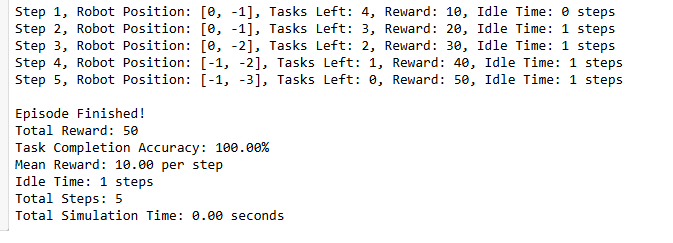 Step 1, Robot Position: [0, -1], Tasks Left: 4, Reward: 10, Idle Time: 0 steps
Step 2, Robot Position: [0, -1], Tasks Left: 3, Reward: 20, Idle Time: 1 steps
Step 3, Robot Position: [0, -2], Tasks Left: 2, Reward: 30, Idle Time: 1 steps
Step 4, Robot Position: [-1, -2], Tasks Left: 1, Reward: 40, Idle Time: 1 steps
Step 5, Robot Position: [-1, -3], Tasks Left: 0, Reward: 50, Idle Time: 1 steps
Episode Finished!
Total Reward: 50
Task Completion Accuracy: 100.00%
Mean Reward: 10.00 per step
Idle Time: 1 steps
Total Steps: 5
Total Simulation Time: 0.00 seconds